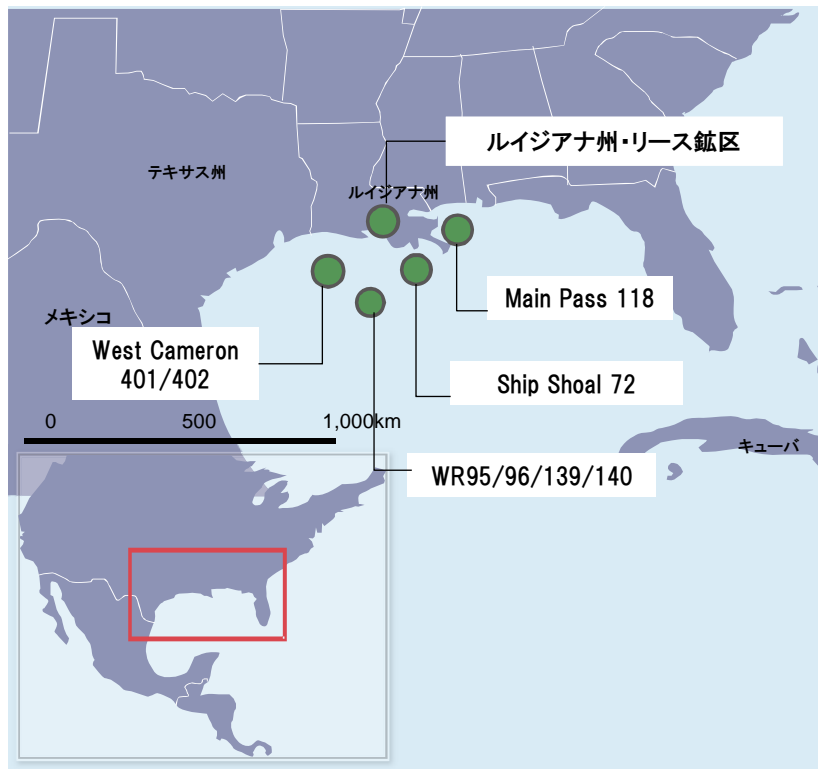 ルイジアナ州・リース鉱区
テキサス州
ルイジアナ州
Main Pass 118
メキシコ
West Cameron
401/402
Ship Shoal 72
0 500 1,000km
キューバ
WR95/96/139/140